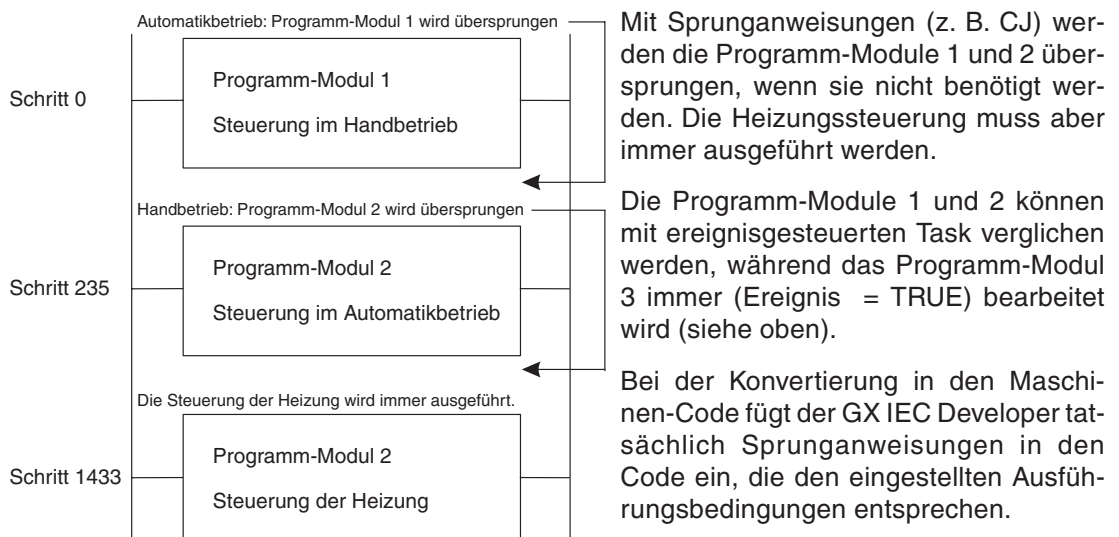 Automatikbetrieb: Programm-Modul 1 wird übersprungen
Schritt 0
Programm-Modul 1
Steuerung im Handbetrieb
Handbetrieb: Programm-Modul 2 wird übersprungen
Schritt 235
Programm-Modul 2
Steuerung im Automatikbetrieb
Die Steuerung der Heizung wird immer ausgeführt.
Schritt 1433
Programm-Modul 2
Steuerung der Heizung
Mit Sprunganweisungen (z. B. CJ) wer-
den die Programm-Module 1 und 2 über-
sprungen, wenn sie nicht benötigt wer-
den. Die Heizungssteuerung muss aber
immer ausgeführt werden.
Die Programm-Module 1 und 2 können
mit ereignisgesteuerten Task verglichen
werden, während das Programm-Modul
3 immer (Ereignis = TRUE) bearbeitet
wird (siehe oben).
Bei der Konvertierung in den Maschi-
nen-Code fügt der GX IEC Developer tat-
sächlich Sprunganweisungen in den
Code ein, die den eingestellten Ausfüh-
rungsbedingungen entsprechen.